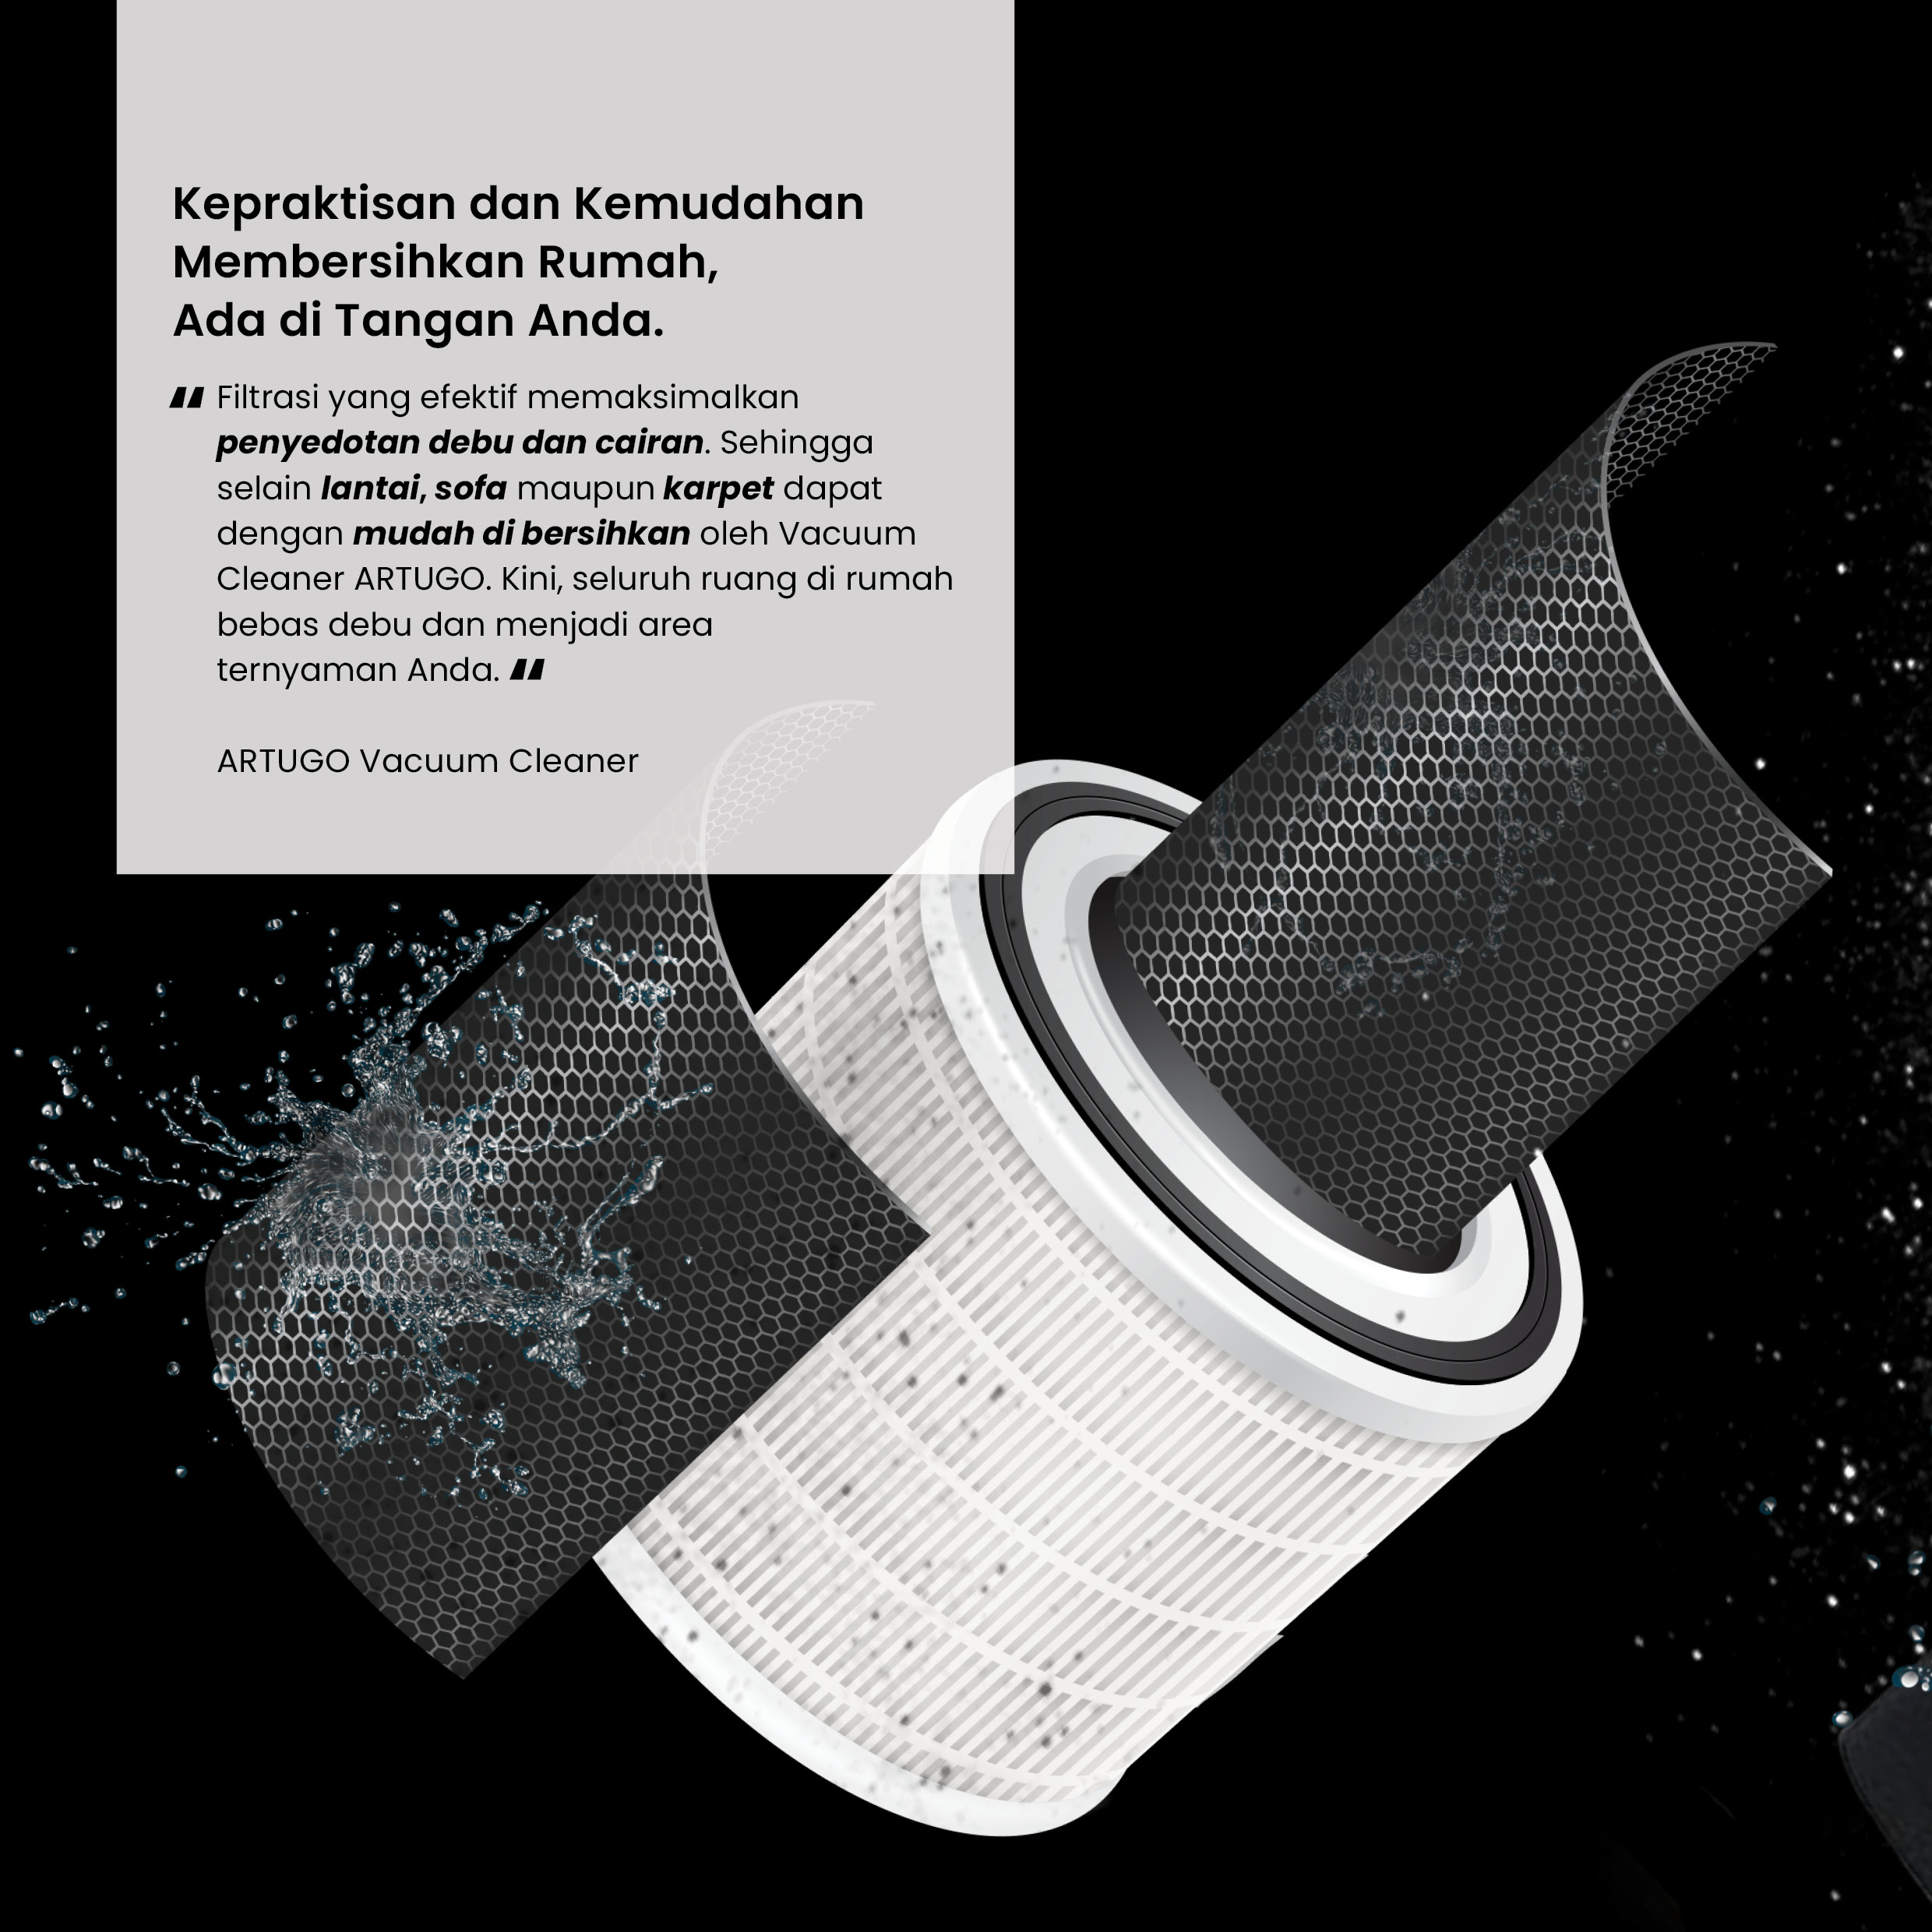 Kepraktisan dan Kemudahan
Membersihkan Rumah,
Ada di Tangan Anda.
" Filtrasi yang efektif memaksimalkan
penyedotan debu dan cairan. Sehingga
selain lantai, sofa maupun karpet dapat
dengan mudah di bersihkan oleh Vacuum
Cleaner ARTUGO. Kini, seluruh ruang di rumah
bebas debu dan menjadi area
ternyaman Anda. "
ARTUGO Vacuum Cleaner